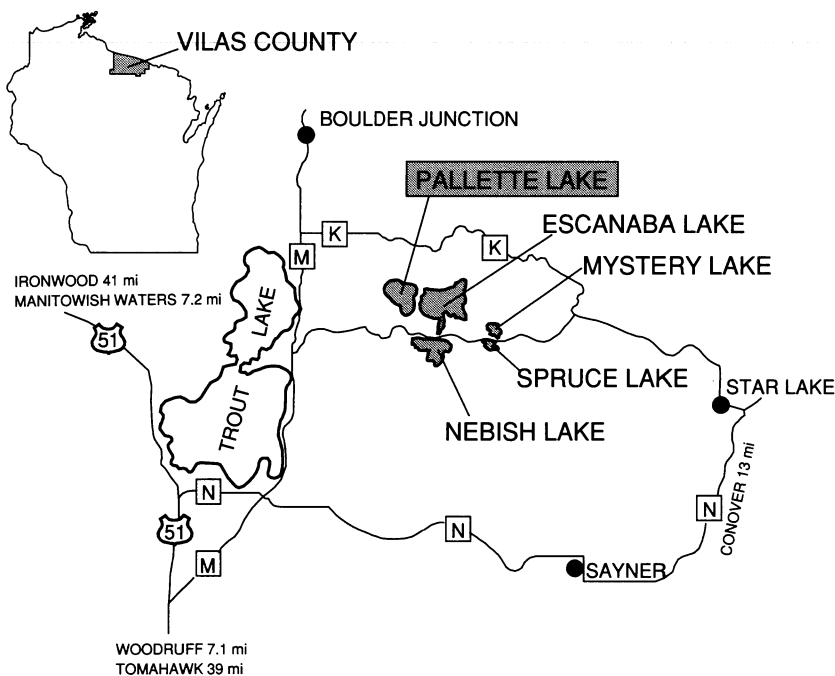 VILAS COUNTY
BOULDER JUNCTION
PALLETTE LAKE
ESCANABA LAKE
K
K
M
MYSTERY LAKE
IRONWOOD 41 mi
MANITOWISH WATERS 7.2 mi
51
LAKE
TROUT
SPRUCE LAKE
STAR LAKE
NEBISH LAKE
CONOVER 13 mi
N
N
N
51
M
SAYNER
WOODRUFF 7.1 mi
TOMAHAWK 39 mi